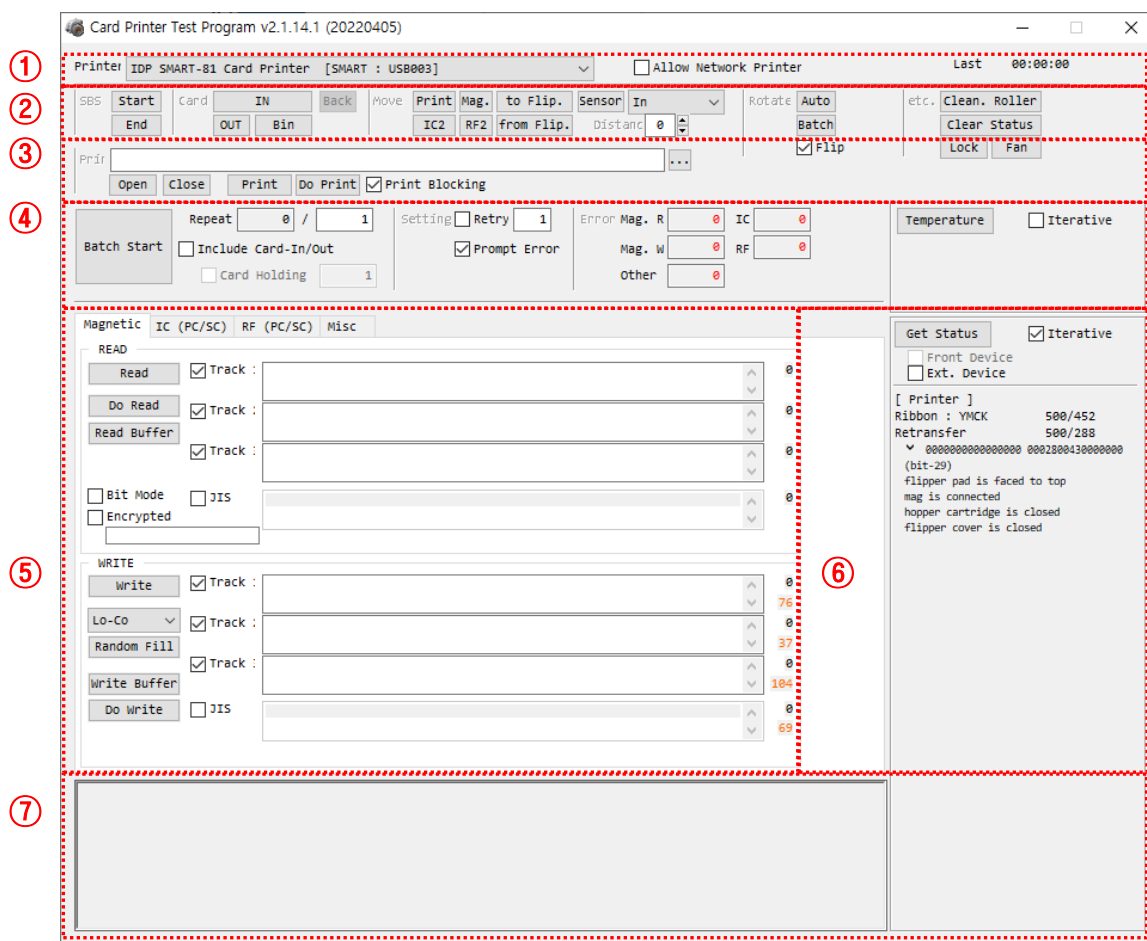 Card Printer Test Program v2.1.14.1 (20220405)
① Printer IDP SMART-81 Card Printer [SMART : USB003] Allow Network Printer Last 00:00:00
② SBS Start Card IN Back Move Print Mag. to Flip. Sensor In Rotate Auto etc. Clean. Roller
End OUT Bin IC2 RF2 from Flip. Distanc 0 Batch Clear Status
Flip Lock Fan
③ Prin ...
Open Close Print Do Print Print Blocking
④ Batch Start Repeat 0 / 1 Setting Retry 1 Error Mag. R 0 IC 0 Temperature Iterative
Include Card-In/Out Prompt Error Mag. W 0 RF 0
Card Holding 1 Other 0
Magnetic IC (PC/SC) RF (PC/SC) Misc
READ
Read Track : 0
Do Read Track : 0
Read Buffer
Track : 0
Bit Mode JIS 0
Encrypted
⑤
WRITE
Write Track : 0
76
Lo-Co Track : 0
Random Fill 37
Track : 0
Write Buffer 104
Do Write JIS 0
69
⑥
Get Status Iterative
Front Device
Ext. Device
[ Printer ]
Ribbon : YMCK 500/452
Retransfer 500/288
0000000000000000 0002800430000000
(bit-29)
flipper pad is faced to top
mag is connected
hopper cartridge is closed
flipper cover is closed
⑦